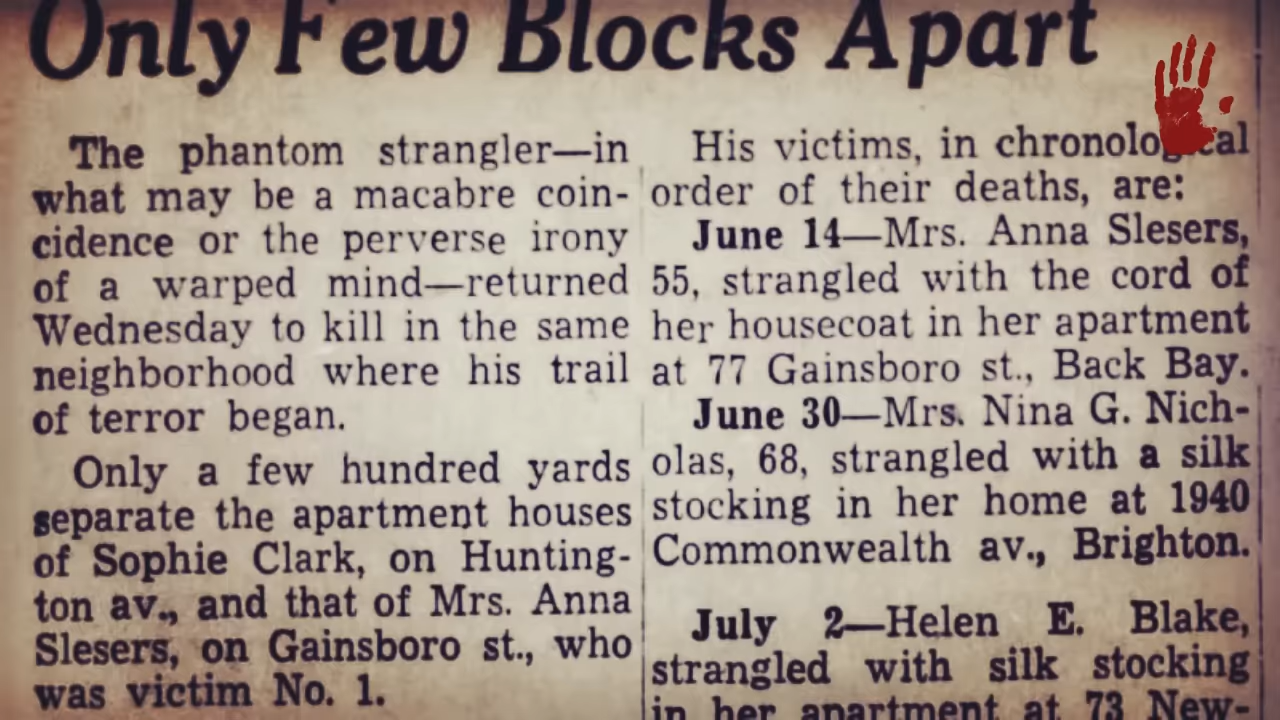 Only Few Blocks Apart
The phantom strangler—in
what may be a macabre coin-
cidence or the perverse irony
of a warped mind—returned
Wednesday to kill in the same
neighborhood where his trail
of terror began.
Only a few hundred yards
separate the apartment houses
of Sophie Clark, on Hunting-
ton av., and that of Mrs. Anna
Slesers, on Gainsboro st., who
was victim No. 1.
His victims, in chronological
order of their deaths, are:
June 14—Mrs. Anna Slesers,
55, strangled with the cord of
her housecoat in her apartment
at 77 Gainsboro st., Back Bay.
June 30—Mrs. Nina G. Nich-
olas, 68, strangled with a silk
stocking in her home at 1940
Commonwealth av., Brighton.
July 2—Helen E. Blake,
strangled with silk stocking
in her apartment at 73 New-